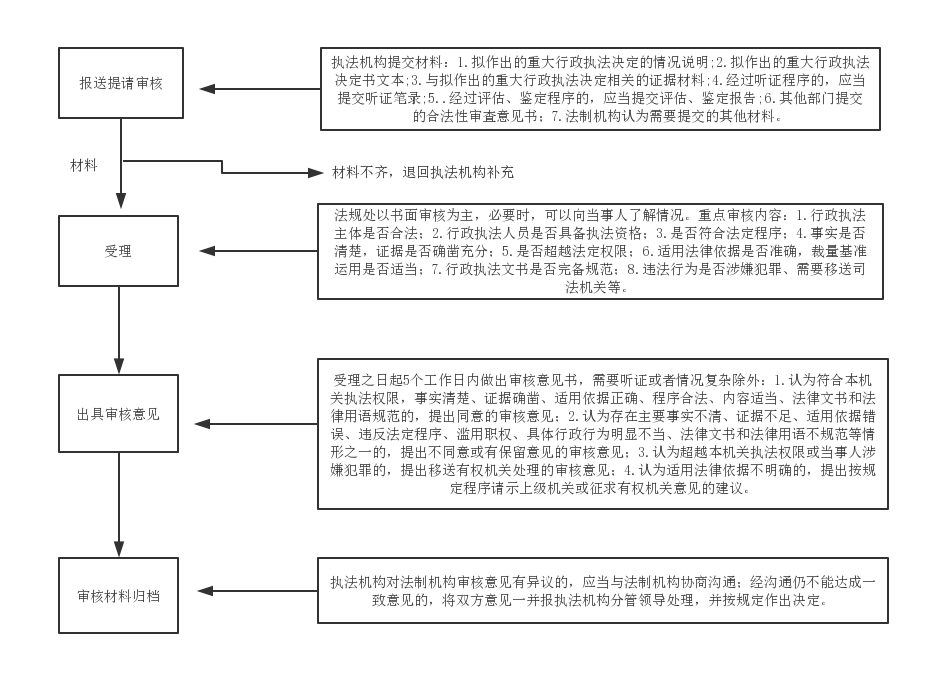 报送提请审核
执法机构提交材料：1.拟作出的重大行政执法决定的情况说明;2.拟作出的重大行政执法
决定书文本;3.与拟作出的重大行政执法决定相关的证据材料;4.经过听证程序的，应当
提交听证笔录;5..经过评估、鉴定程序的，应当提交评估、鉴定报告;6.其他部门提交
的合法性审查意见书；7.法制机构认为需要提交的其他材料。
材料
材料不齐，退回执法机构补充
受理
法规处以书面审核为主，必要时，可以向当事人了解情况。重点审核内容：1.行政执法
主体是否合法；2.行政执法人员是否具备执法资格；3.是否符合法定程序；4.事实是否
清楚，证据是否确凿充分；5.是否超越法定权限；6.适用法律依据是否准确，裁量基准
运用是否适当；7.行政执法文书是否完备规范；8.违法行为是否涉嫌犯罪、需要移送司
法机关等。
出具审核意见
受理之日起5个工作日内做出审核意见书，需要听证或者情况复杂除外：1.认为符合本机
关执法权限，事实清楚、证据确凿、适用依据正确、程序合法、内容适当、法律文书和法
律用语规范的，提出同意的审核意见；2.认为存在主要事实不清、证据不足、适用依据错
误、违反法定程序、滥用职权、具体行政行为明显不当、法律文书和法律用语不规范等情
形之一的，提出不同意或有保留意见的审核意见；3.认为超越本机关执法权限或当事人涉
嫌犯罪的，提出移送有权机关处理的审核意见；4.认为适用法律依据不明确的，提出按规
定程序请示上级机关或征求有权机关意见的建议。
审核材料归档
执法机构对法制机构审核意见有异议的，应当与法制机构协商沟通；经沟通仍不能达成一
致意见的，将双方意见一并报执法机构分管领导处理，并按规定作出决定。